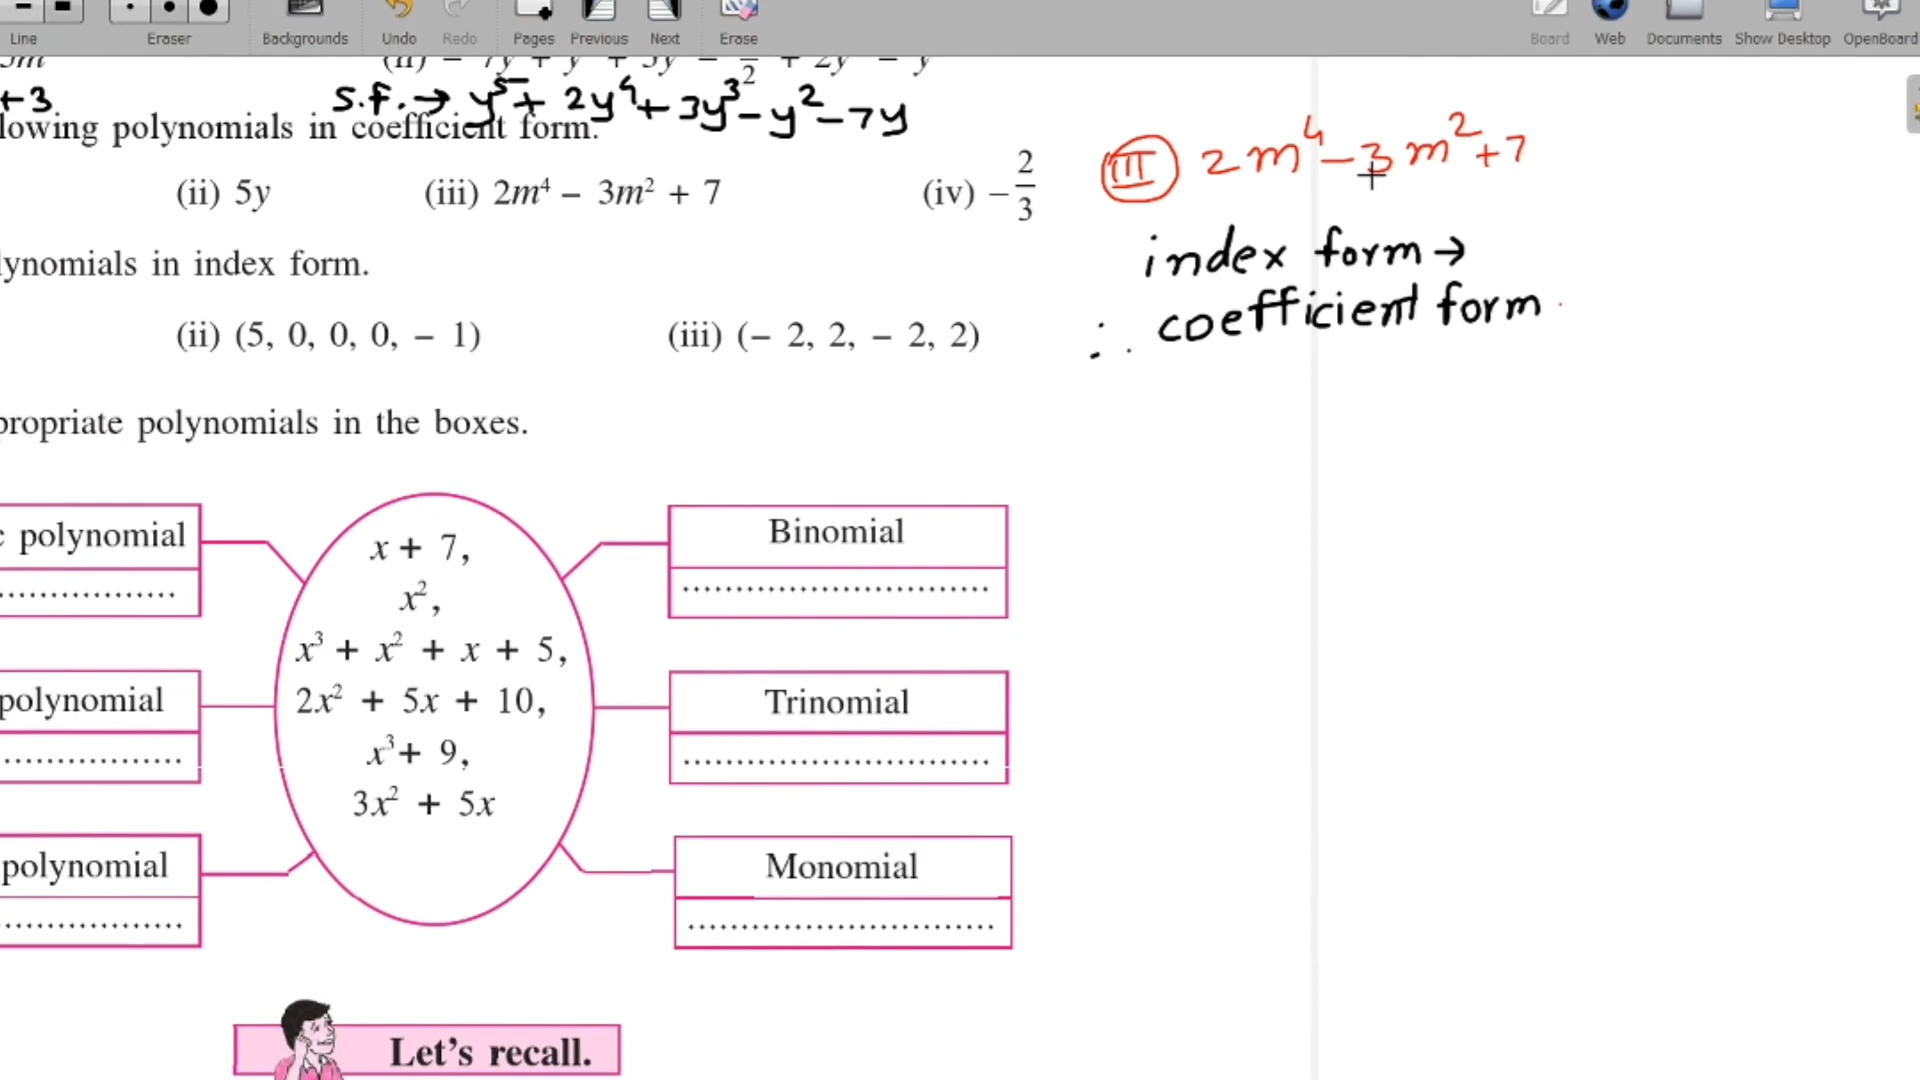 Line Eraser Backgrounds Undo Redo Pages Previous Next Erase Board Web Documents Show Desktop OpenBoard
+3
S.f. → y⁵ + 2y⁴ + 3y³ - y² - 7y
lowing polynomials in coefficient form.
(ii) 5y (iii) 2m⁴ – 3m² + 7 (iv) –2/3
lynomials in index form.
(ii) (5, 0, 0, 0, – 1) (iii) (– 2, 2, – 2, 2)
propriate polynomials in the boxes.
c polynomial
polynomial
polynomial
x + 7,
x²,
x³ + x² + x + 5,
2x² + 5x + 10,
x³+ 9,
3x² + 5x
Binomial
Trinomial
Monomial
Let's recall.
III 2m⁴ - 3m² + 7
index form →
∴ coefficient form